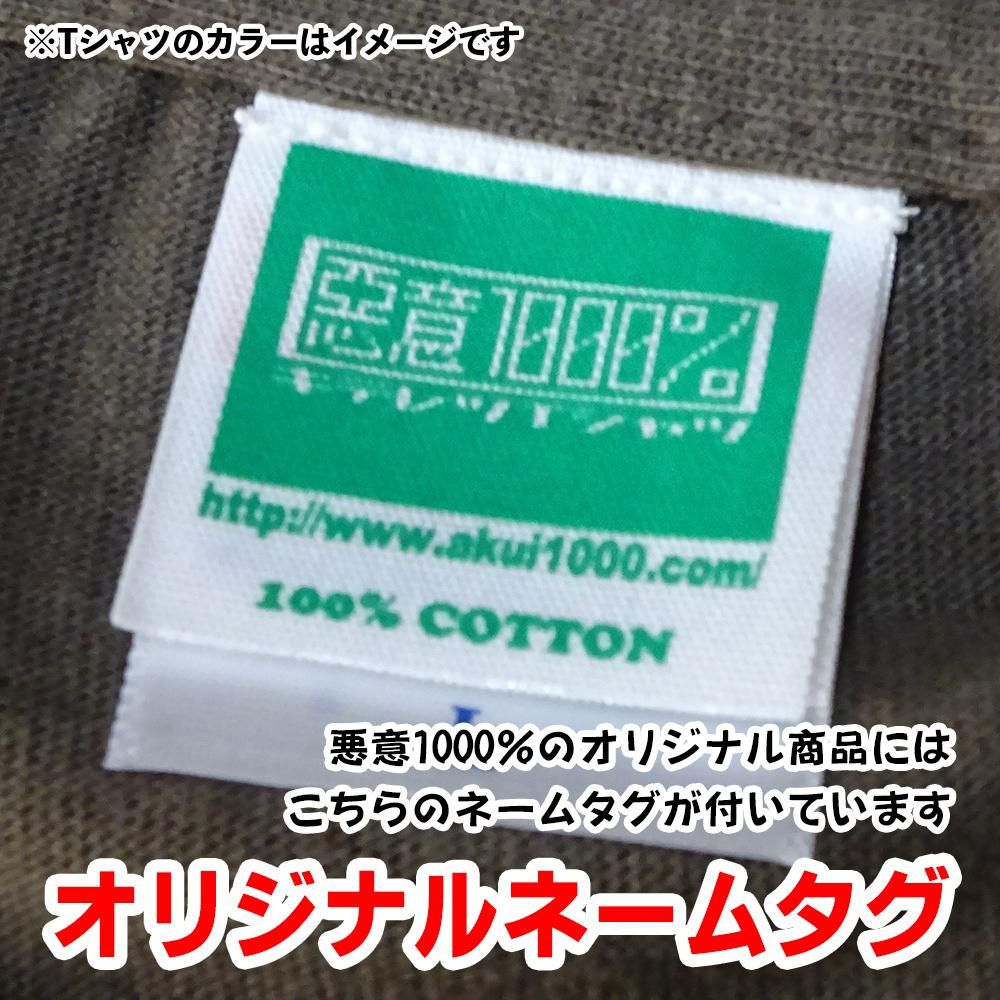 ※Tシャツのカラーはイメージです
悪意1000%
http://www.akui1000.com/
100% COTTON
L
悪意1000%のオリジナル商品には
こちらのネームタグが付いています
オリジナルネームタグ